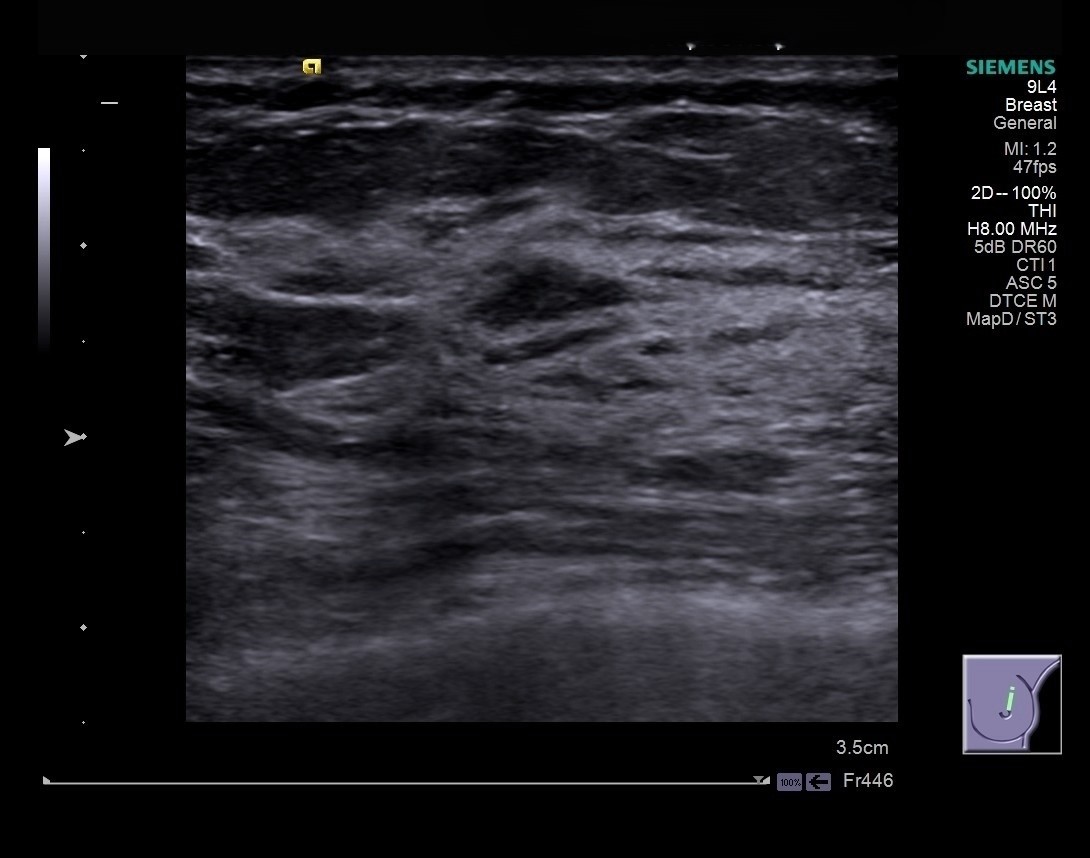 SIEMENS
9L4
Breast
General
MI: 1.2
47fps
2D--100%
THI
H8.00 MHz
5dB DR60
CTI 1
ASC 5
DTCE M
MapD / ST3
3.5cm
100%
Fr446